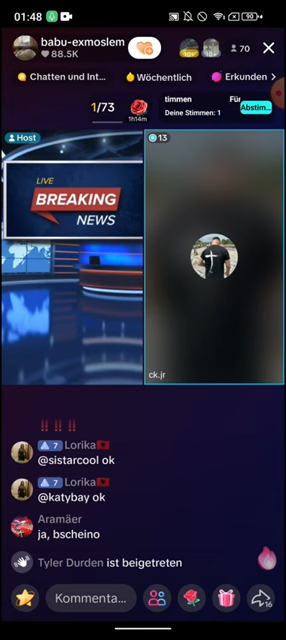 01:48
90
babu-exmoslem
88.5K
70
Chatten und Int...
Wöchentlich
Erkunden
1/73
1h14m
timmen
Für
Deine Stimmen: 1
Abstim...
Host
13
LIVE
BREAKING
NEWS
ck.jr
7 Lorika
@sistarcool ok
7 Lorika
@katybay ok
Aramäer
ja, bscheino
Tyler Durden ist beigetreten
Kommenta...
16